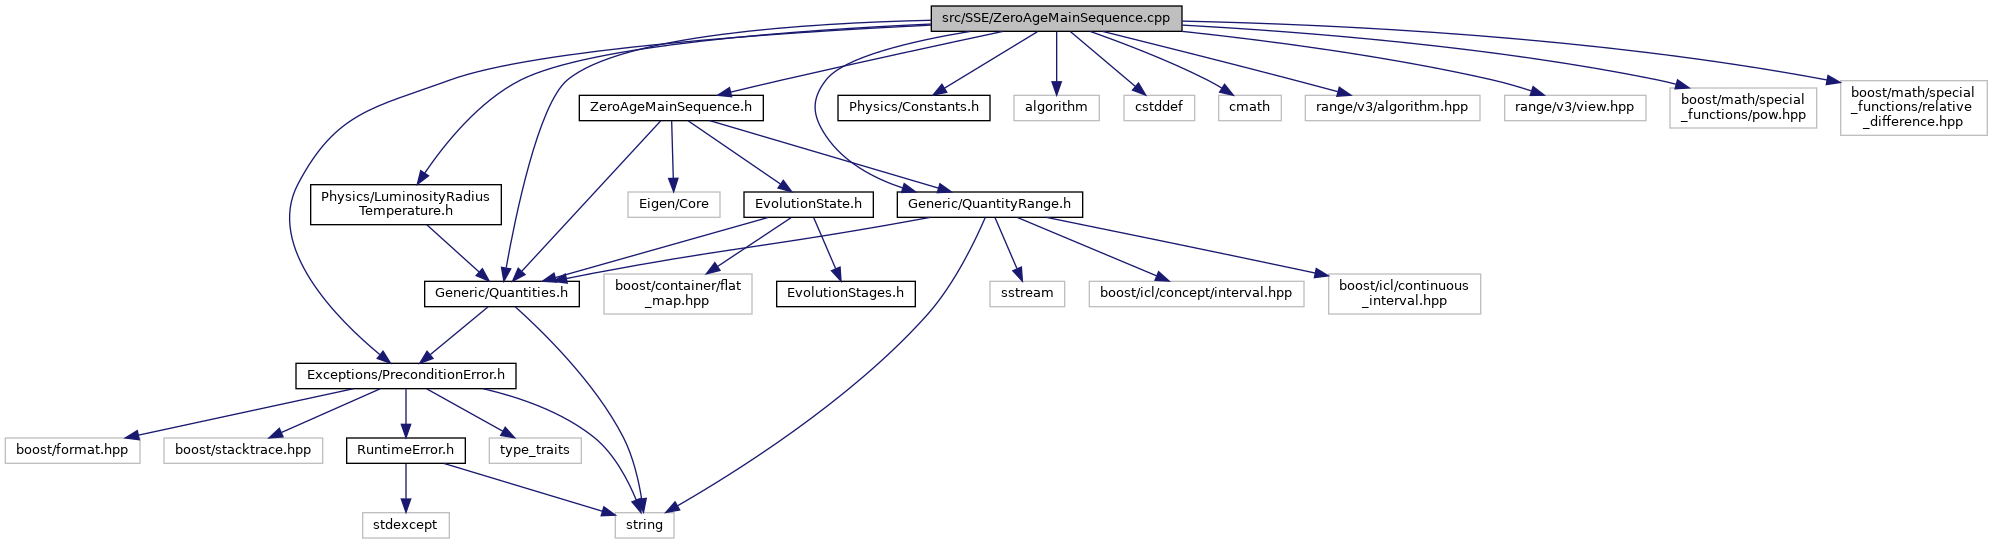 src/SSE/ZeroAgeMainSequence.cpp
ZeroAgeMainSequence.h
Physics/Constants.h
algorithm
cstddef
cmath
range/v3/algorithm.hpp
range/v3/view.hpp
boost/math/special
_functions/pow.hpp
boost/math/special
_functions/relative
_difference.hpp
Physics/LuminosityRadius
Temperature.h
Eigen/Core
EvolutionState.h
Generic/QuantityRange.h
Generic/Quantities.h
boost/container/flat
_map.hpp
EvolutionStages.h
sstream
boost/icl/concept/interval.hpp
boost/icl/continuous
_interval.hpp
Exceptions/PreconditionError.h
boost/format.hpp
boost/stacktrace.hpp
RuntimeError.h
type_traits
stdexcept
string